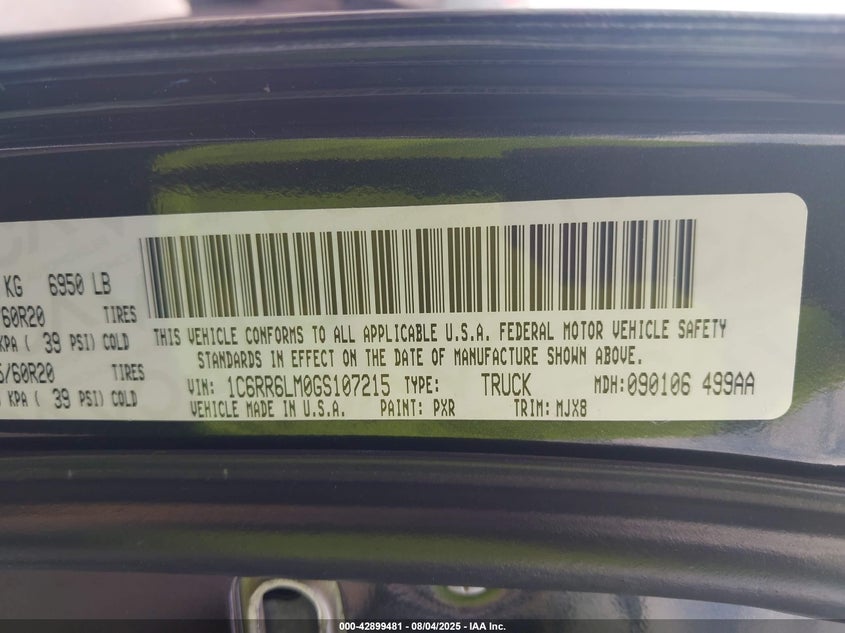 KG 6950 LB
60R20 TIRES
KPA ( 39 PSI) COLD
/60R20 TIRES
KPA ( 39 PSI) COLD
THIS VEHICLE CONFORMS TO ALL APPLICABLE U.S.A. FEDERAL MOTOR VEHICLE SAFETY
STANDARDS IN EFFECT ON THE DATE OF MANUFACTURE SHOWN ABOVE.
VIN: 1C6RR6LM0GS107215 TYPE: TRUCK MDH:090106 499AA
VEHICLE MADE IN U.S.A. PAINT: PXR TRIM: MJX8
000-42899481 - 08/04/2025 - IAA Inc.